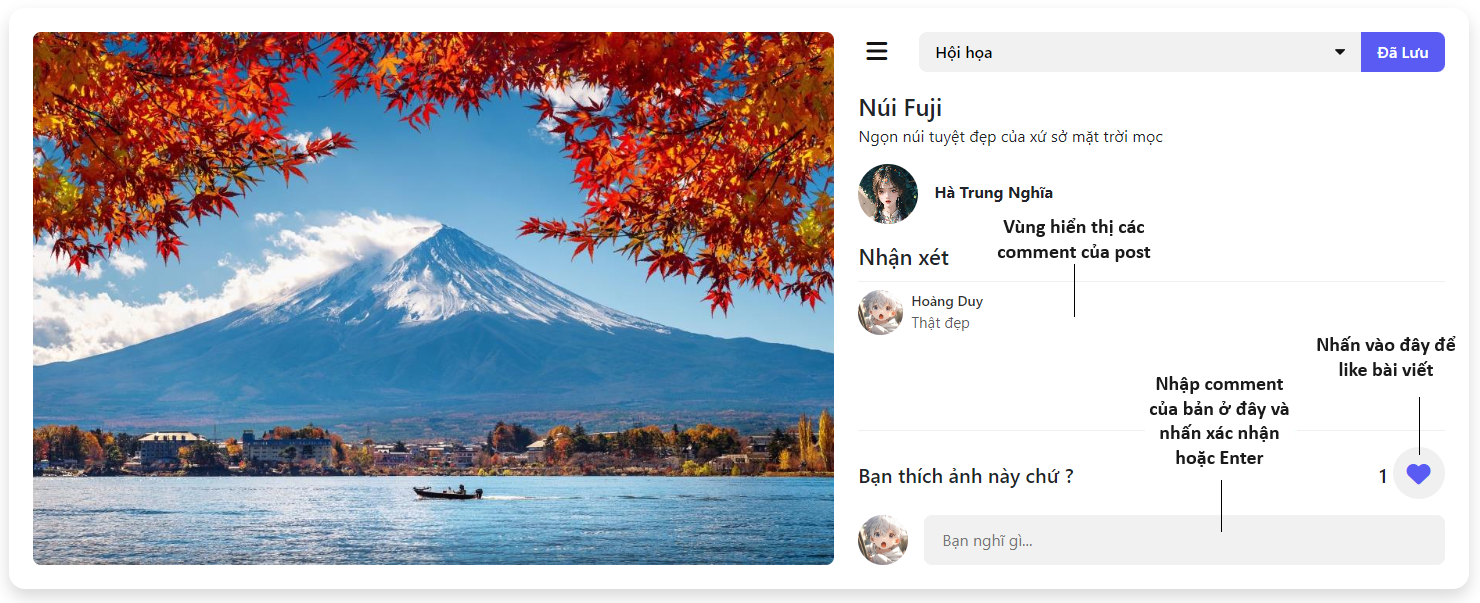 Hội họa
Đã Lưu
Núi Fuji
Ngọn núi tuyệt đẹp của xứ sở mặt trời mọc
Hà Trung Nghĩa
Vùng hiển thị các
comment của post
Nhận xét
Hoàng Duy
Thật đẹp
Nhấn vào đây để
like bài viết
Nhập comment
của bản ở đây và
nhấn xác nhận
hoặc Enter
Bạn thích ảnh này chứ ?
1
Bạn nghĩ gì...